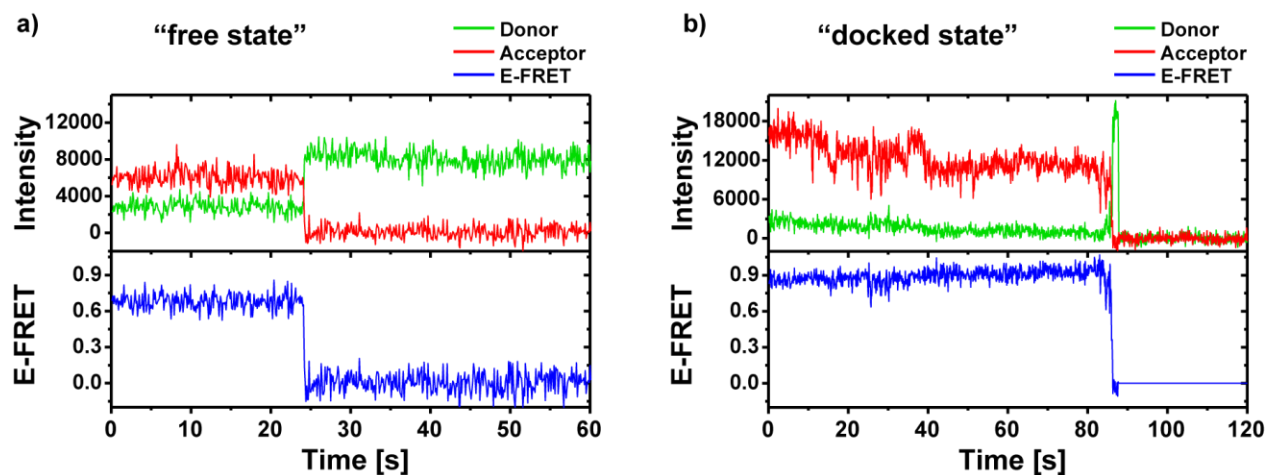 a) "free state"
Donor
Acceptor
E-FRET
Intensity
12000
8000
4000
0
E-FRET
0.9
0.6
0.3
0.0
0 10 20 30 40 50 60
Time [s]
b) "docked state"
Donor
Acceptor
E-FRET
Intensity
18000
12000
6000
0
E-FRET
0.9
0.6
0.3
0.0
0 20 40 60 80 100 120
Time [s]